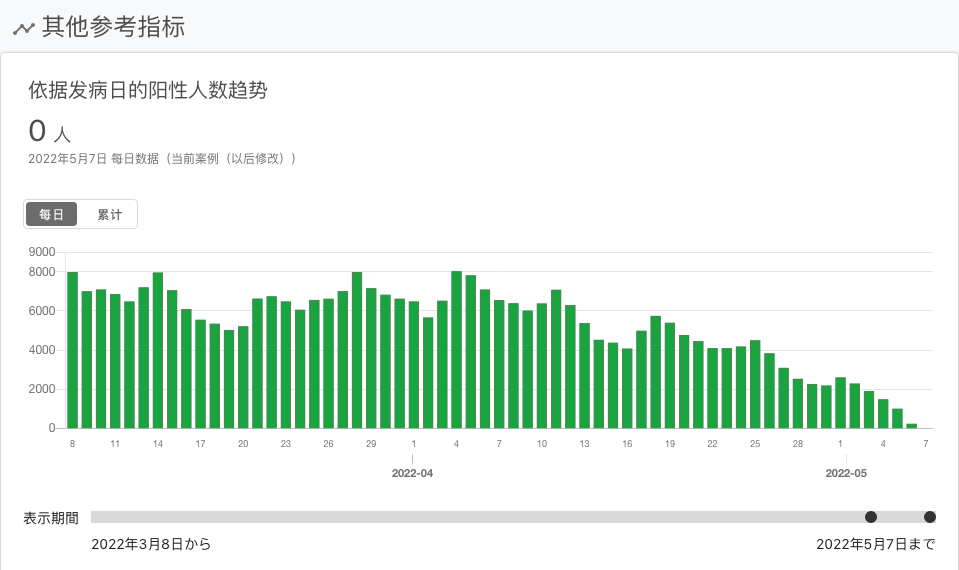 其他参考指标
依据发病日的阳性人数趋势
0 人
2022年5月7日 每日数据（当前案例（以后修改））
每日 累计
9000
8000
6000
4000
2000
0
8 11 14 17 20 23 26 29 1 4 7 10 13 16 19 22 25 28 1 4 7
2022-04 2022-05
表示期間
2022年3月8日から 2022年5月7日まで